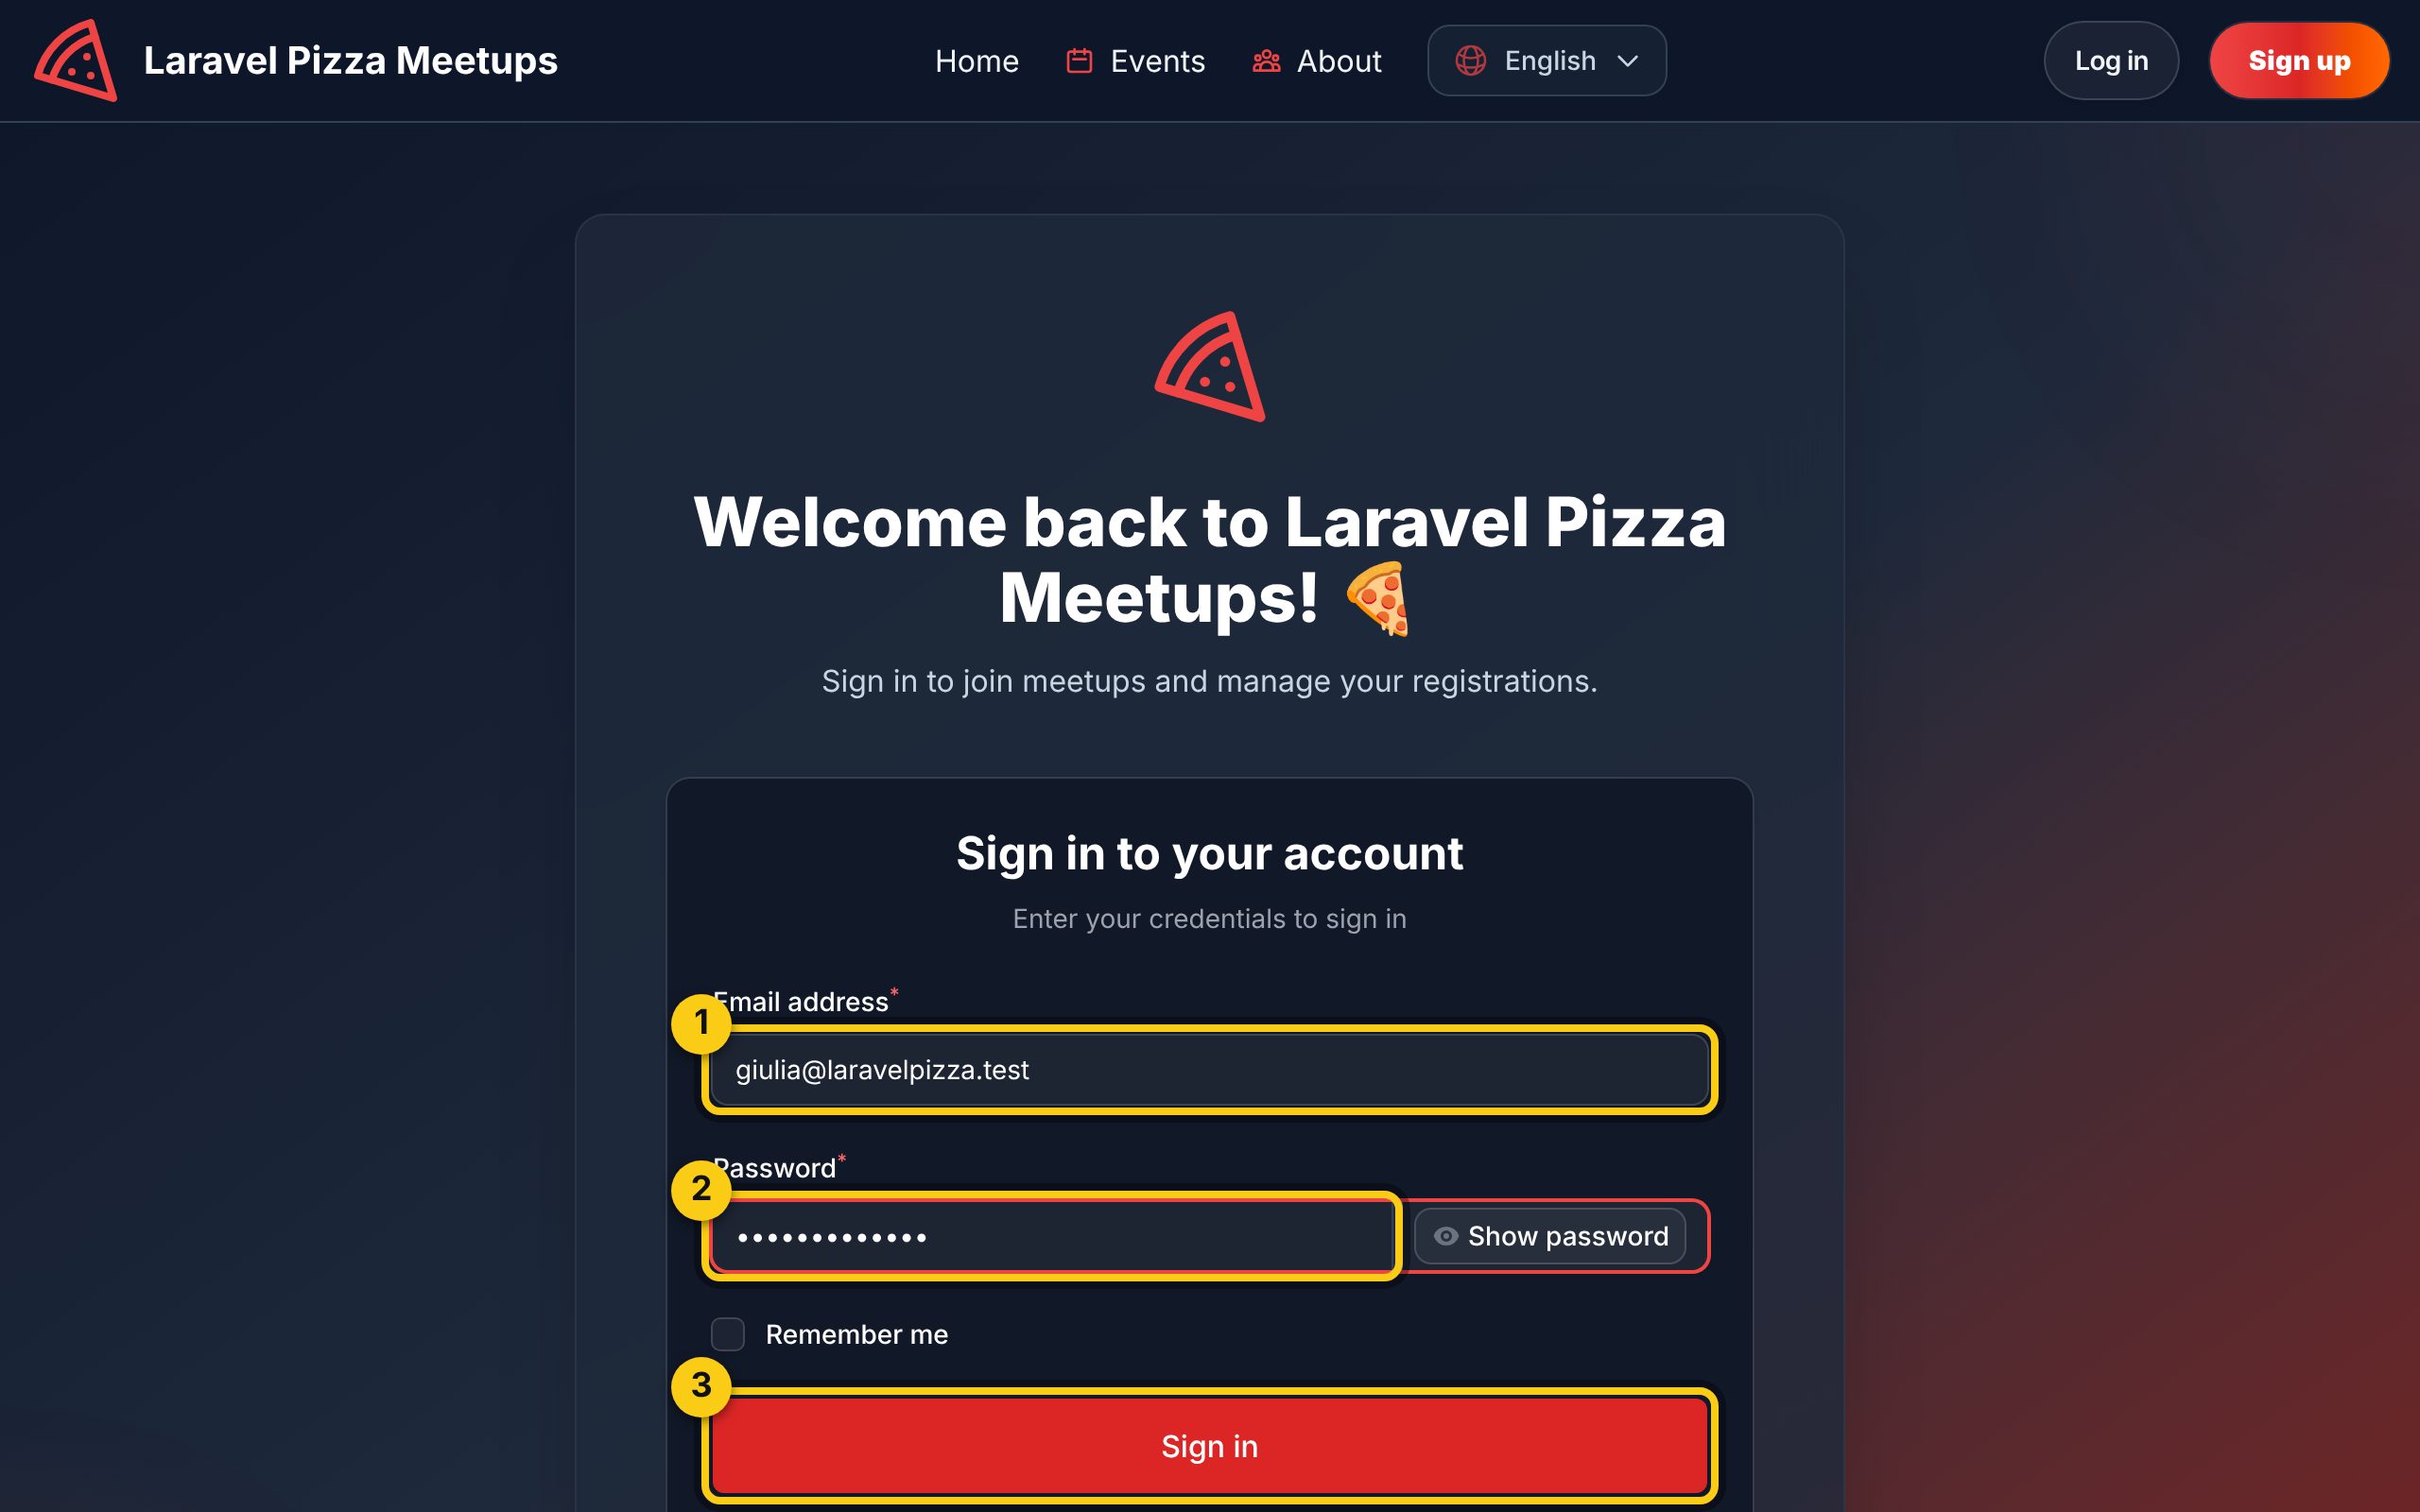 Laravel Pizza Meetups
Home
Events
About
English
Log in
Sign up
Welcome back to Laravel Pizza
Meetups! 🍕
Sign in to join meetups and manage your registrations.
Sign in to your account
Enter your credentials to sign in
Email address*
1
giulia@laravelpizza.test
Password*
2
•••••••••••••
Show password
Remember me
3
Sign in